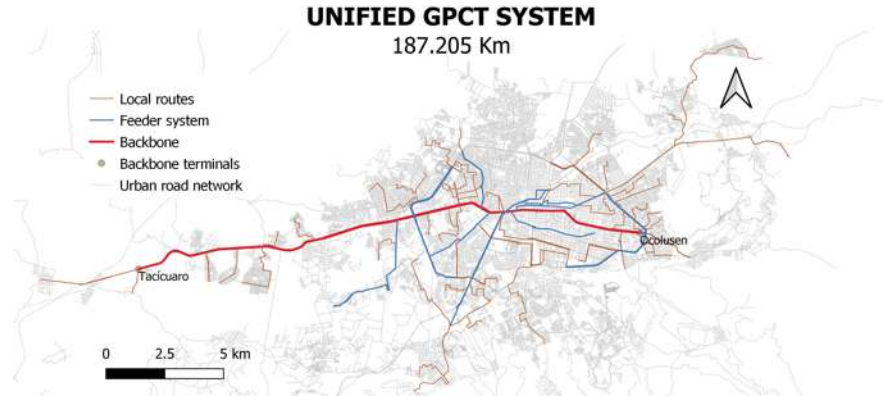 UNIFIED GPCT SYSTEM
187.205 Km
Local routes
Feeder system
Backbone
Backbone terminals
Urban road network
Ocolusen
Tacícuaro
0 2.5 5 km